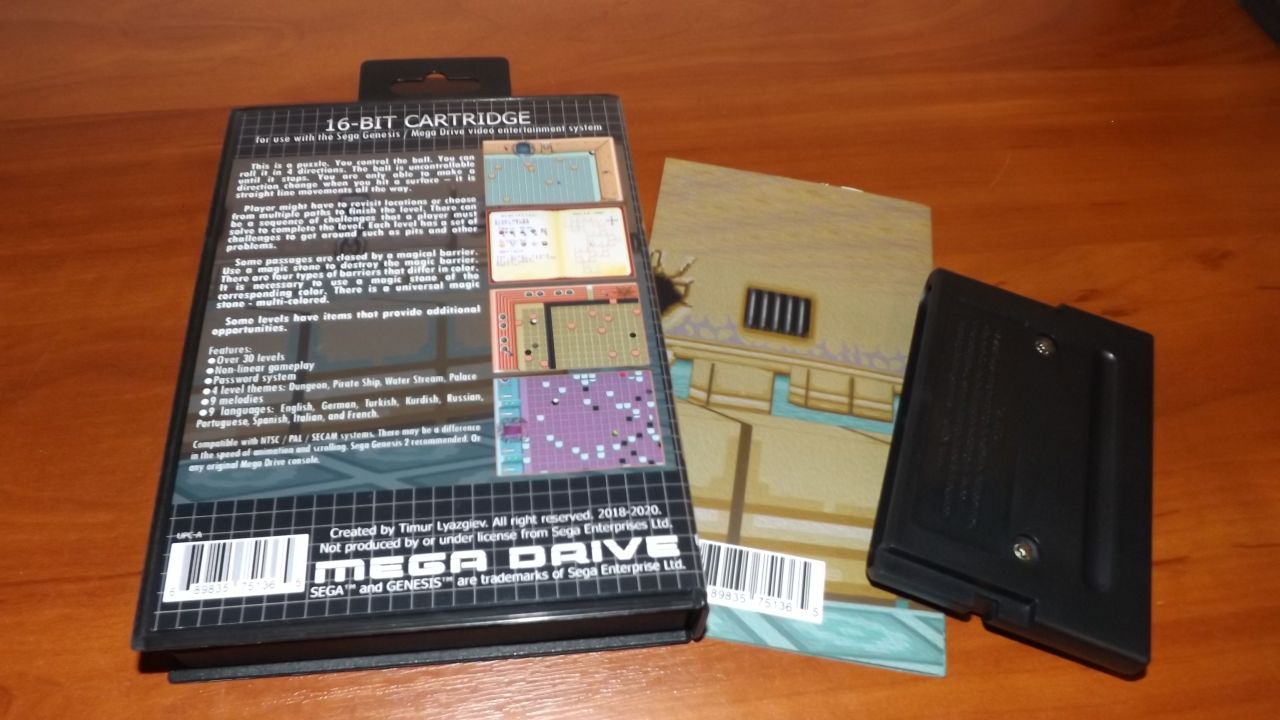 16-BIT CARTRIDGE
for use with the Sega Genesis / Mega Drive video entertainment system
This is a puzzle. You control the ball. You can
roll it in 4 directions. The ball is uncontrollable
until it stops. You are only able to make a
direction change when you hit a surface – it is
straight line movements all the way.
Player might have to revisit locations or choose
from multiple paths to finish the level. There can
be a sequence of challenges that a player must
solve to complete the level. Each level has a set of
challenges to get around such as pits and other
problems.
Some passages are closed by a magical barrier.
Use a magic stone to destroy the magic barrier.
There are four types of barriers that differ in color.
It is necessary to use a magic stone of the
corresponding color. There is a universal magic
stone - multi-colored.
Some levels have items that provide additional
opportunities.
Features:
●Over 30 levels
●Non-linear gameplay
●Password system
●4 level themes: Dungeon, Pirate Ship, Water Stream, Palace
●9 melodies
●9 languages: English, German, Turkish, Kurdish, Russian,
Portuguese, Spanish, Italian, and French.
Compatible with NTSC / PAL / SECAM systems. There may be a difference
in the speed of animation and scrolling. Sega Genesis 2 recommended. Or
any original Mega Drive console.
UPC-A
6 89835 75136 5
Created by Timur Lyazgiev. All right reserved. 2018-2020.
Not produced by or under license from Sega Enterprises Ltd.
MEGA DRIVE
SEGA™ and GENESIS™ are trademarks of Sega Enterprise Ltd.
89835 75136 5